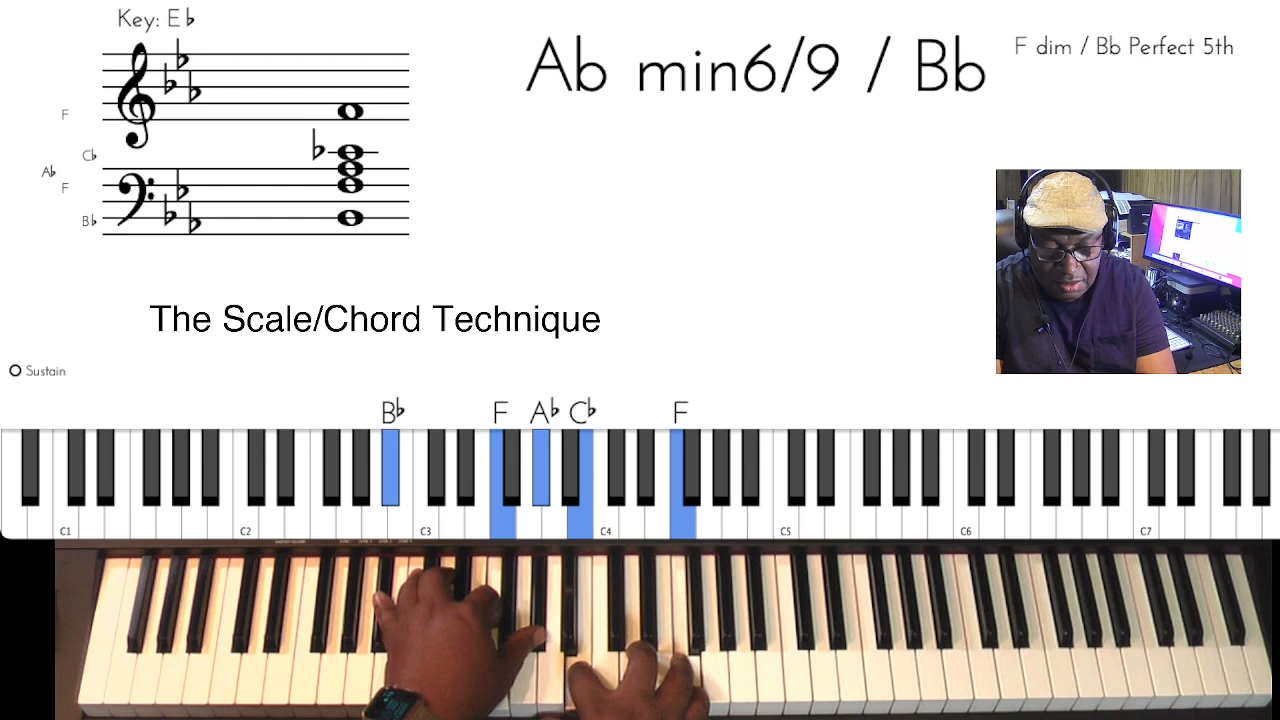 Key: E♭
Ab min6/9 / Bb
F dim / Bb Perfect 5th
F
C♭
A♭
F
B♭
The Scale/Chord Technique
Sustain
B♭ F A♭ C♭ F
C1 C2 C3 C4 C5 C6 C7